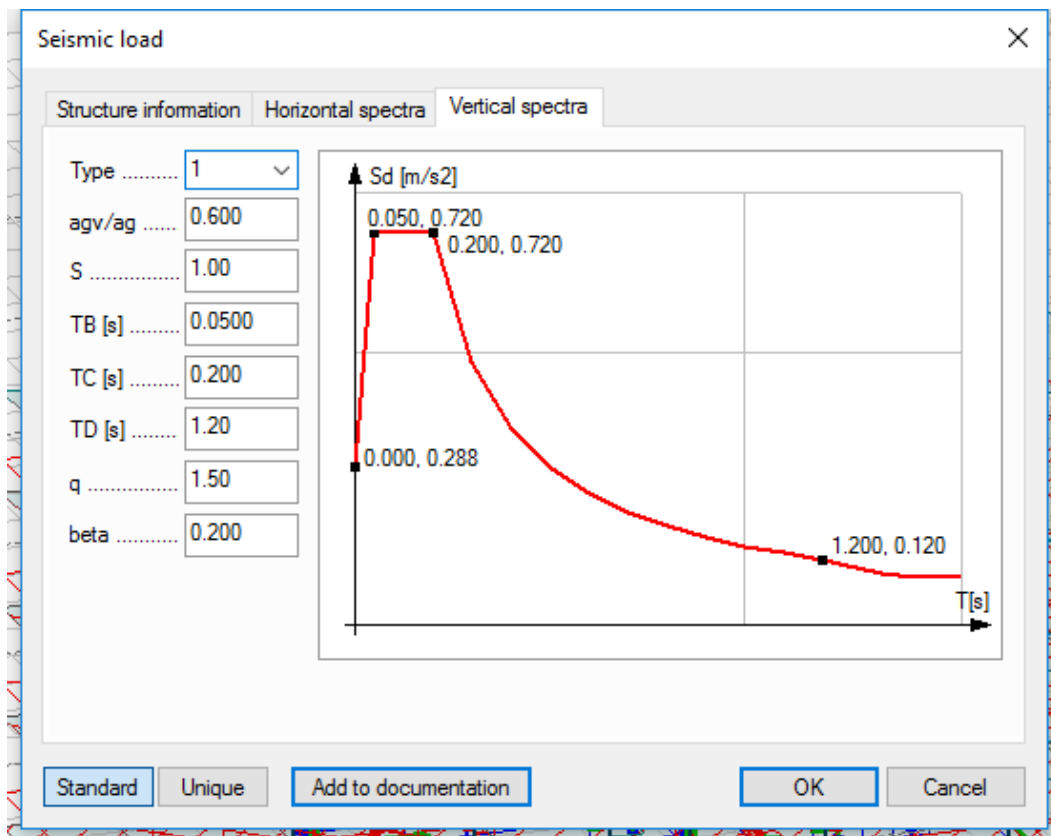 Seismic load
Structure information Horizontal spectra Vertical spectra
Type .......... 1
agv/ag ...... 0.600
S ................ 1.00
TB [s] ......... 0.0500
TC [s] ......... 0.200
TD [s] ........ 1.20
q ................ 1.50
beta ........... 0.200
Sd [m/s2]
0.050, 0.720
0.200, 0.720
0.000, 0.288
1.200, 0.120
T[s]
Standard Unique Add to documentation OK Cancel